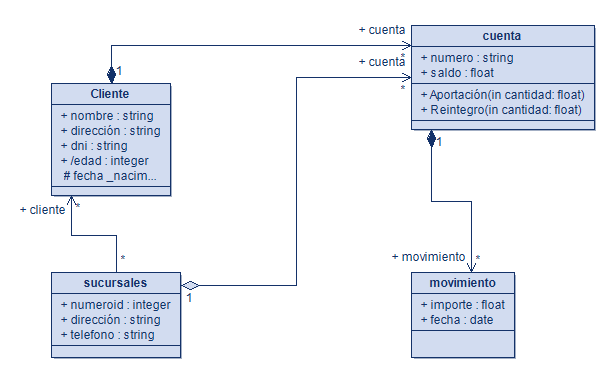 + cuenta
*
1
+ cuenta
*
cuenta
+ numero : string
+ saldo : float
+ Aportación(in cantidad: float)
+ Reintegro(in cantidad: float)
1
Cliente
+ nombre : string
+ dirección : string
+ dni : string
+ /edad : integer
# fecha _nacim...
+ cliente
*
*
sucursales
+ numeroid : integer
+ dirección : string
+ telefono : string
1
+ movimiento
*
movimiento
+ importe : float
+ fecha : date